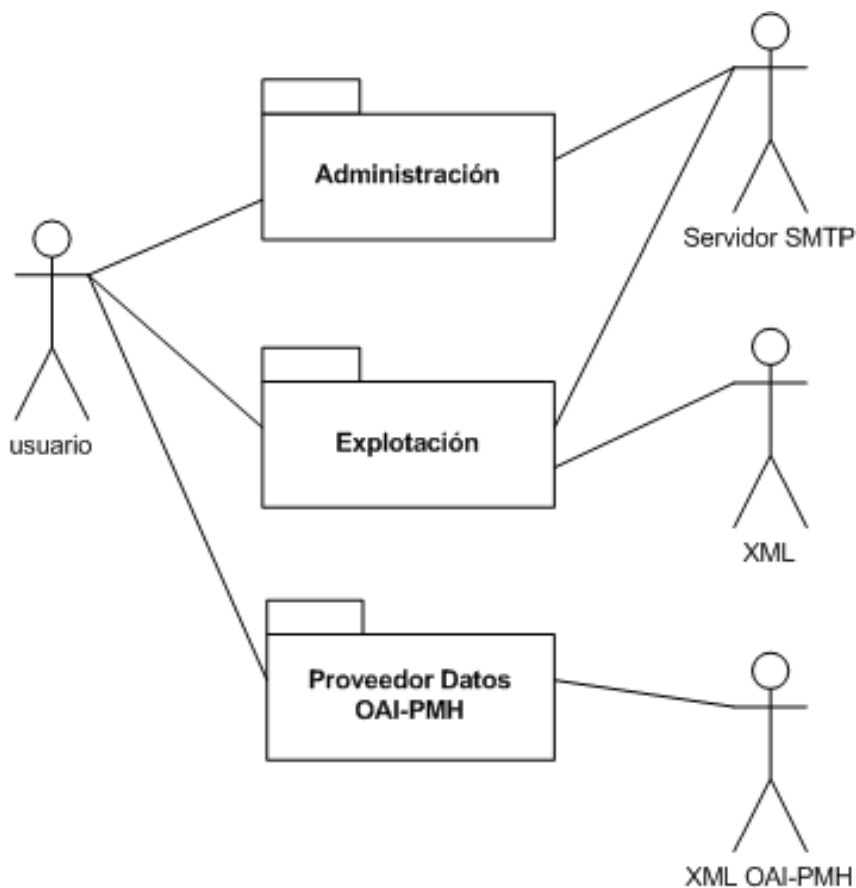 Administración
Servidor SMTP
usuario
Explotación
XML
Proveedor Datos
OAI-PMH
XML OAI-PMH